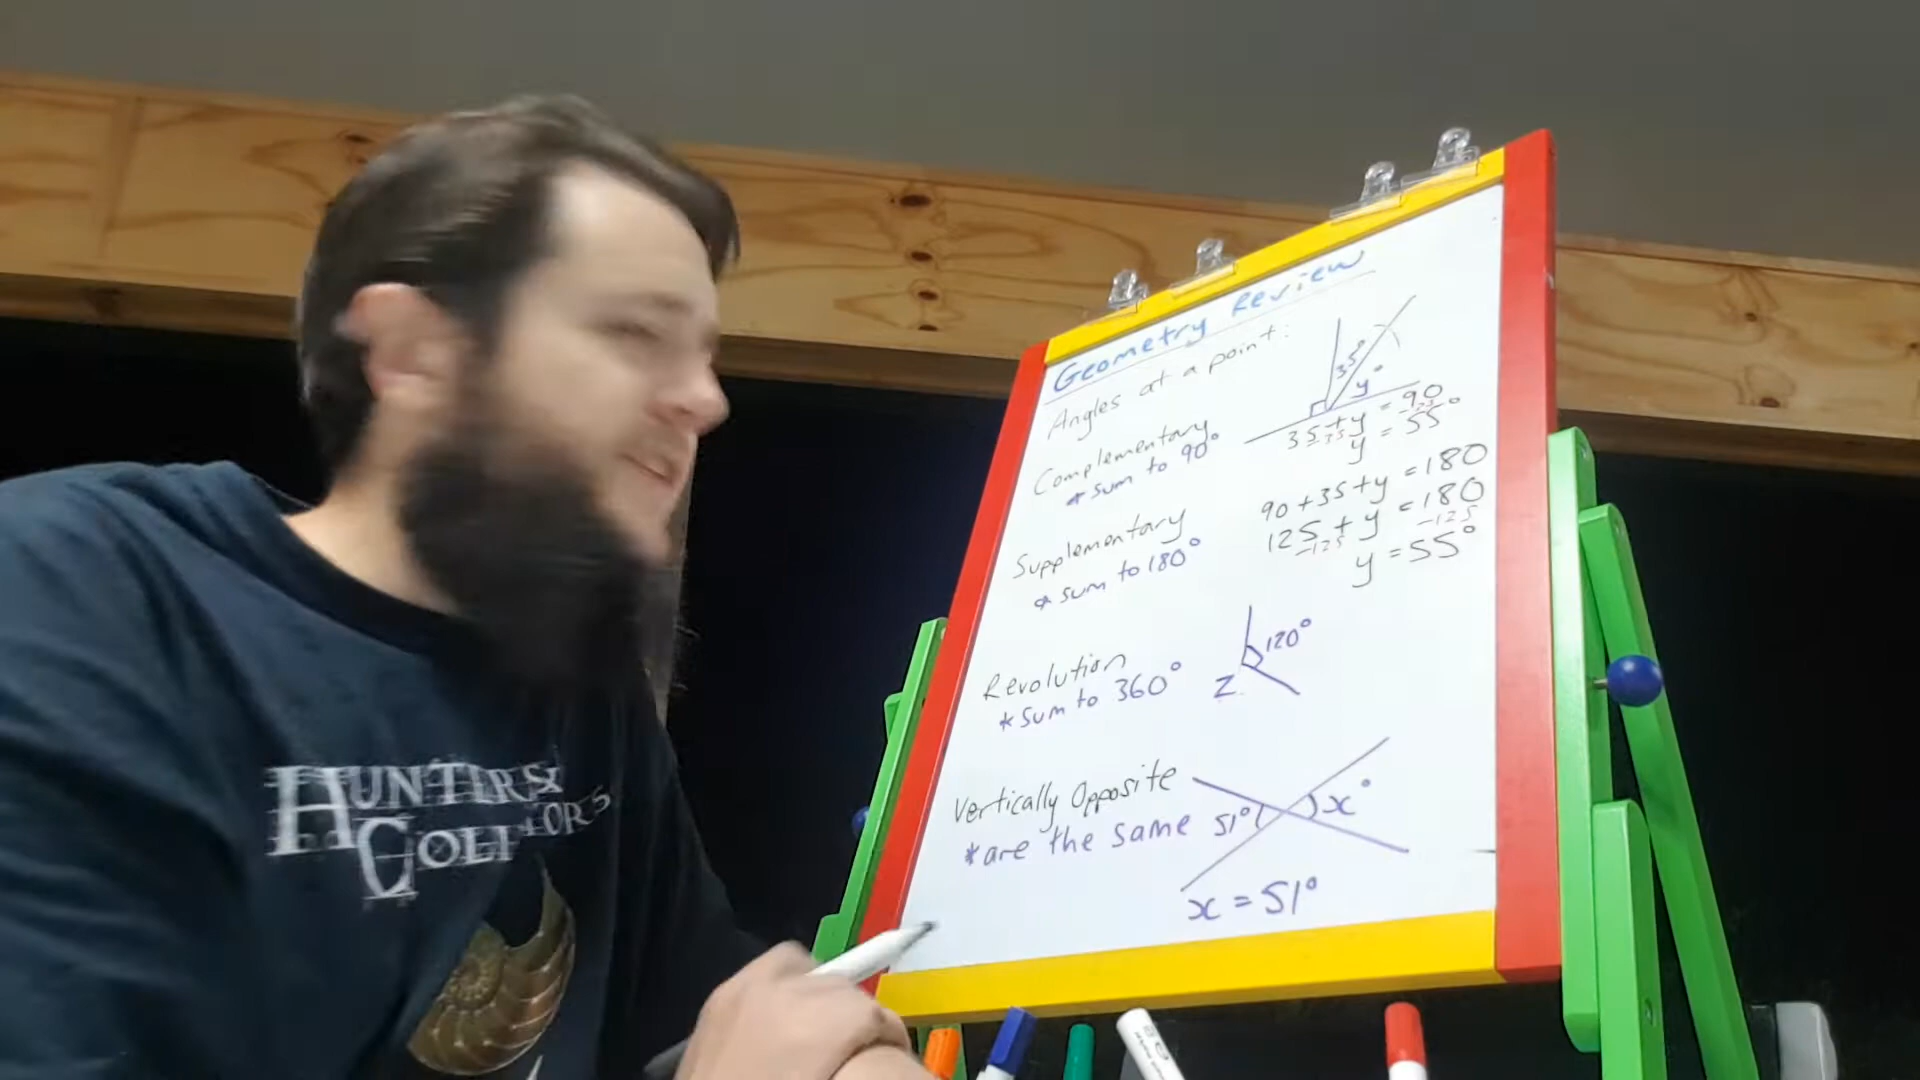 Geometry Review
Angles at a point:
35°
y°
Complementary
* sum to 90°
35 + y = 90
y = 55°
Supplementary
* sum to 180°
90 + 35 + y = 180
125 + y = 180
-125 -125
y = 55°
Revolution
* sum to 360°
120°
z
Vertically Opposite
* are the same
51°
x°
x = 51°
HUNTERS &
COLLECTORS